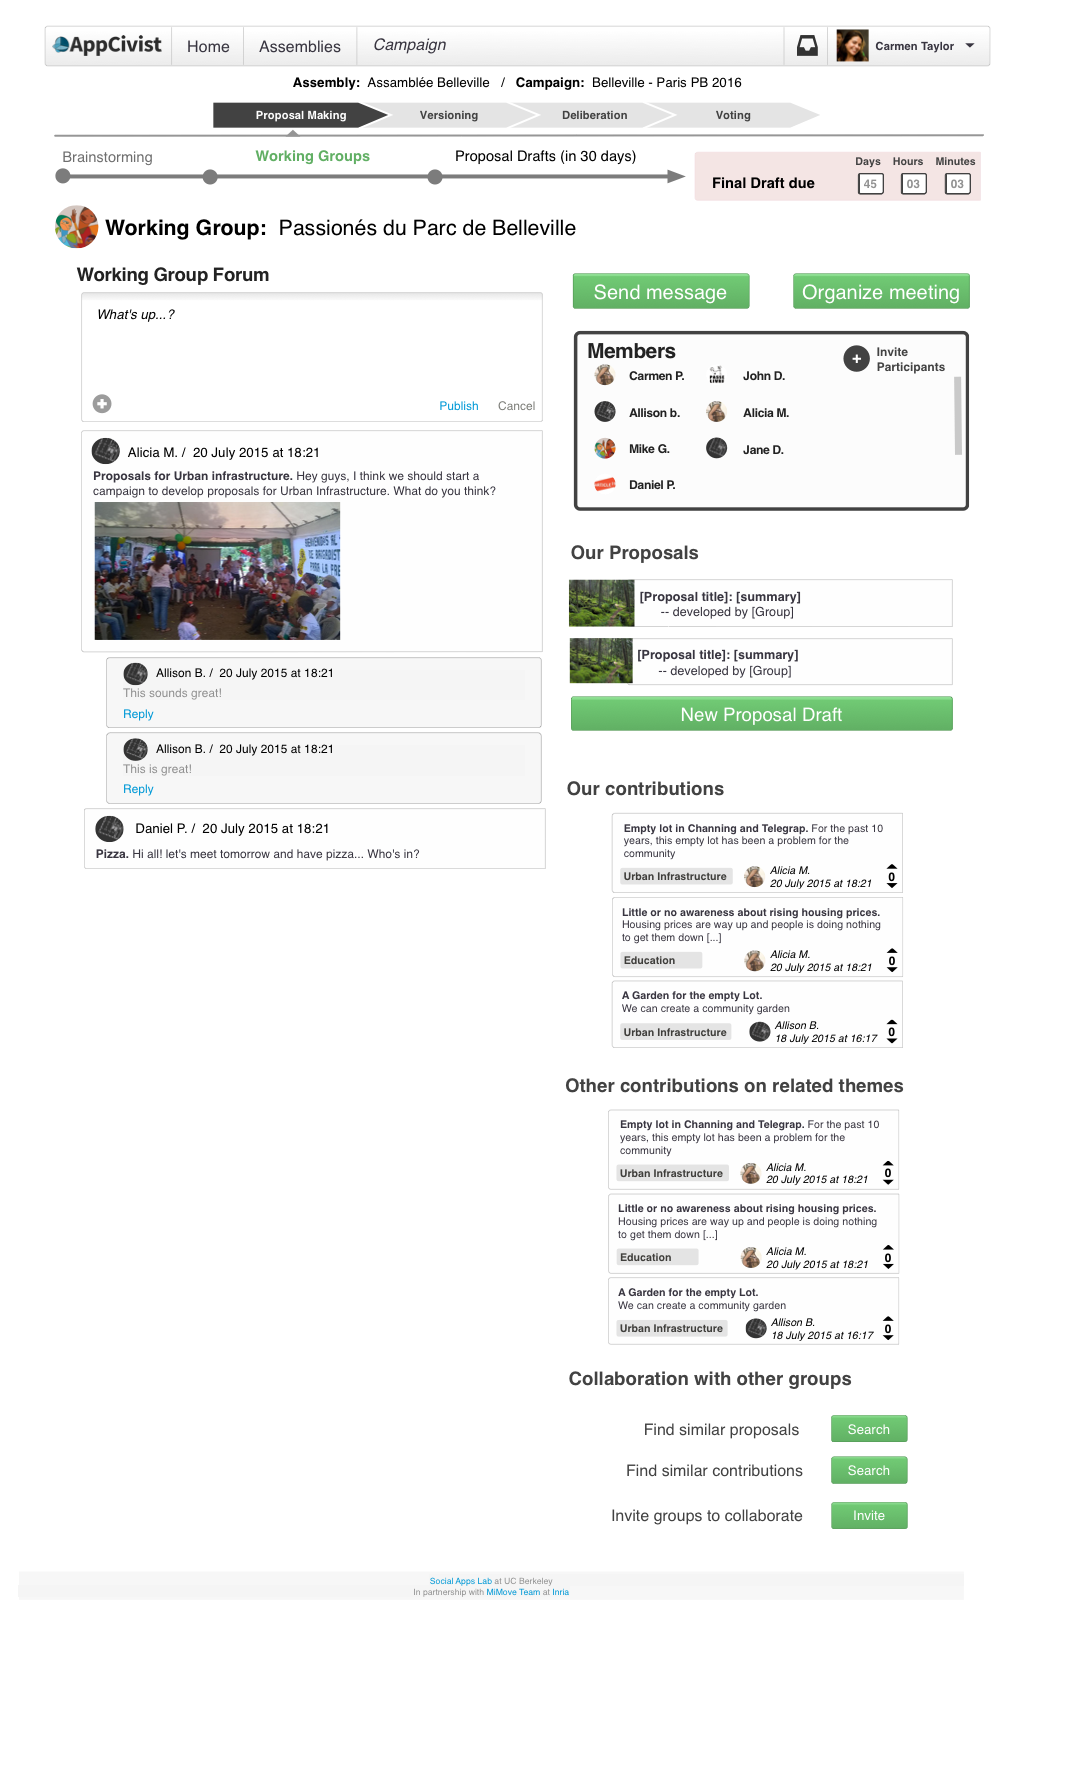 AppCivist Home Assemblies Campaign Carmen Taylor
Assembly: Assamblée Belleville / Campaign: Belleville - Paris PB 2016
Proposal Making Versioning Deliberation Voting
Brainstorming Working Groups Proposal Drafts (in 30 days)
Days Hours Minutes
Final Draft due 45 03 03
Working Group: Passionés du Parc de Belleville
Working Group Forum
What's up...?
Publish Cancel
Alicia M. / 20 July 2015 at 18:21
Proposals for Urban infrastructure. Hey guys, I think we should start a
campaign to develop proposals for Urban Infrastructure. What do you think?
Allison B. / 20 July 2015 at 18:21
This sounds great!
Reply
Allison B. / 20 July 2015 at 18:21
This is great!
Reply
Daniel P. / 20 July 2015 at 18:21
Pizza. Hi all! let's meet tomorrow and have pizza... Who's in?
Send message Organize meeting
Members
Invite
Participants
Carmen P. John D.
Allison b. Alicia M.
Mike G. Jane D.
Daniel P.
Our Proposals
[Proposal title]: [summary]
-- developed by [Group]
[Proposal title]: [summary]
-- developed by [Group]
New Proposal Draft
Our contributions
Empty lot in Channing and Telegrap. For the past 10
years, this empty lot has been a problem for the
community
Urban Infrastructure Alicia M. 0
20 July 2015 at 18:21
Little or no awareness about rising housing prices.
Housing prices are way up and people is doing nothing
to get them down [...]
Education Alicia M. 0
20 July 2015 at 18:21
A Garden for the empty Lot.
We can create a community garden
Urban Infrastructure Allison B. 0
18 July 2015 at 16:17
Other contributions on related themes
Empty lot in Channing and Telegrap. For the past 10
years, this empty lot has been a problem for the
community
Urban Infrastructure Alicia M. 0
20 July 2015 at 18:21
Little or no awareness about rising housing prices.
Housing prices are way up and people is doing nothing
to get them down [...]
Education Alicia M. 0
20 July 2015 at 18:21
A Garden for the empty Lot.
We can create a community garden
Urban Infrastructure Allison B. 0
18 July 2015 at 16:17
Collaboration with other groups
Find similar proposals Search
Find similar contributions Search
Invite groups to collaborate Invite
Social Apps Lab at UC Berkeley
In partnership with MiMove Team at Inria